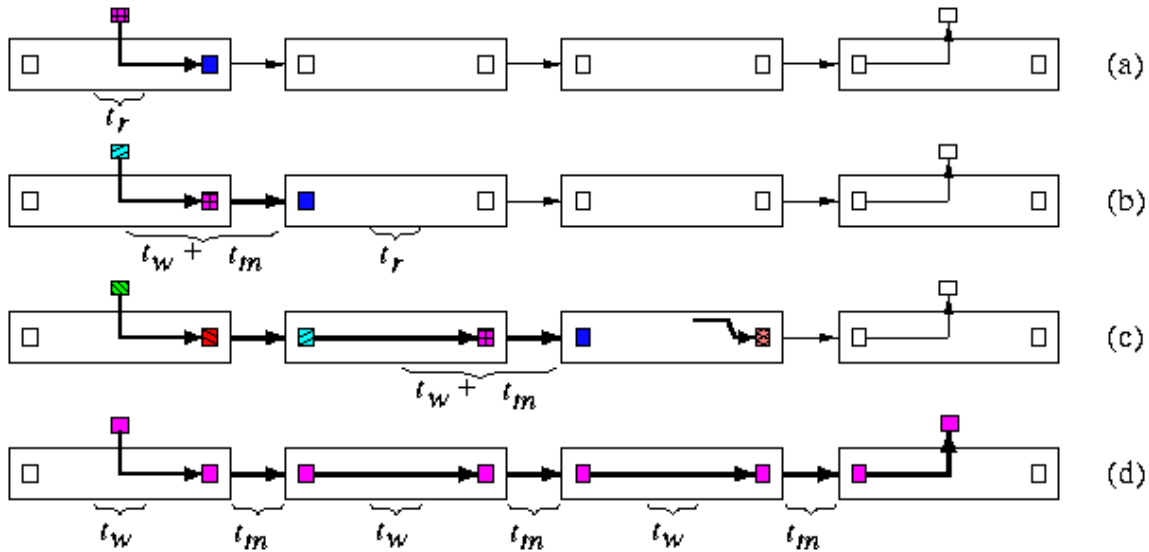 (a)
t_r
(b)
t_w + t_m t_r
(c)
t_w + t_m
(d)
t_w t_m t_w t_m t_w t_m